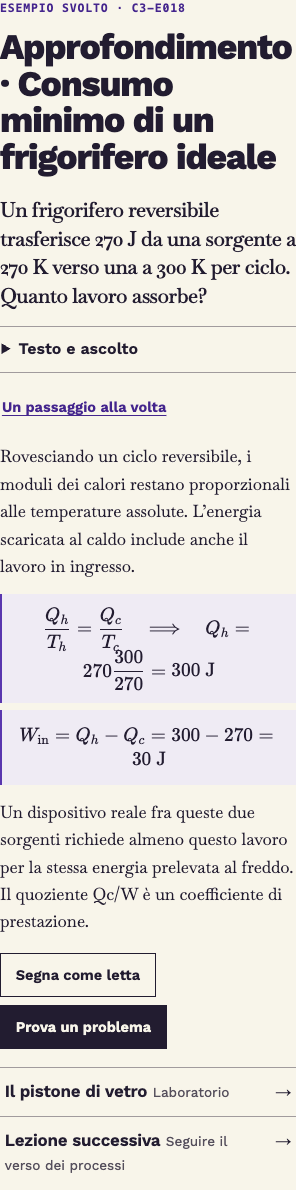 ESEMPIO SVOLTO · C3-E018
Approfondimento
· Consumo
minimo di un
frigorifero ideale
Un frigorifero reversibile
trasferisce 270 J da una sorgente a
270 K verso una a 300 K per ciclo.
Quanto lavoro assorbe?
▶ Testo e ascolto
Un passaggio alla volta
Rovesciando un ciclo reversibile, i
moduli dei calori restano proporzionali
alle temperature assolute. L’energia
scaricata al caldo include anche il
lavoro in ingresso.
Q_h/T_h = Q_c/T_c ⟹ Q_h =
270 300/270 = 300 J
W_in = Q_h − Q_c = 300 − 270 =
30 J
Un dispositivo reale fra queste due
sorgenti richiede almeno questo lavoro
per la stessa energia prelevata al freddo.
Il quoziente Qc/W è un coefficiente di
prestazione.
Segna come letta
Prova un problema
Il pistone di vetro Laboratorio →
Lezione successiva Seguire il →
verso dei processi